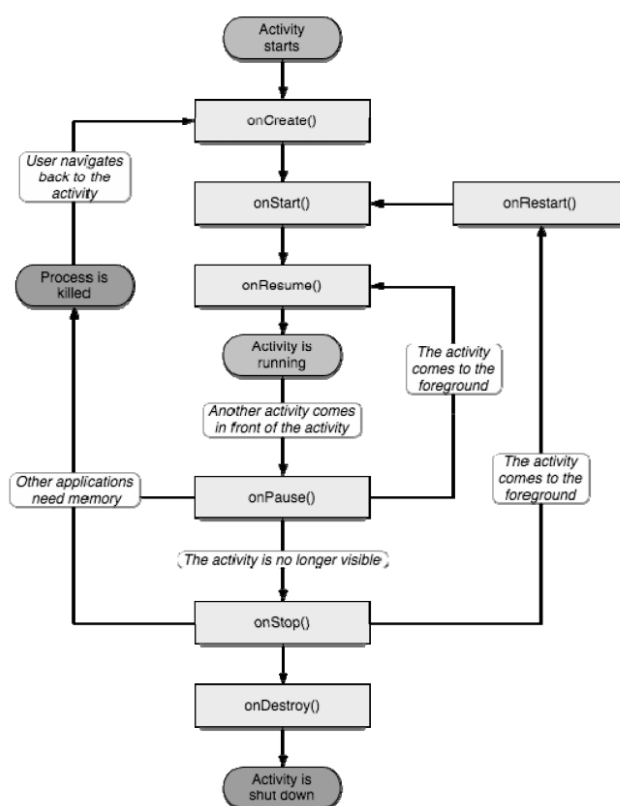 Activity
starts
onCreate()
User navigates
back to the
activity
onStart()
onRestart()
Process is
killed
onResume()
Activity is
running
The activity
comes to the
foreground
Another activity comes
in front of the activity
The activity
comes to the
foreground
Other applications
need memory
onPause()
The activity is no longer visible
onStop()
onDestroy()
Activity is
shut down